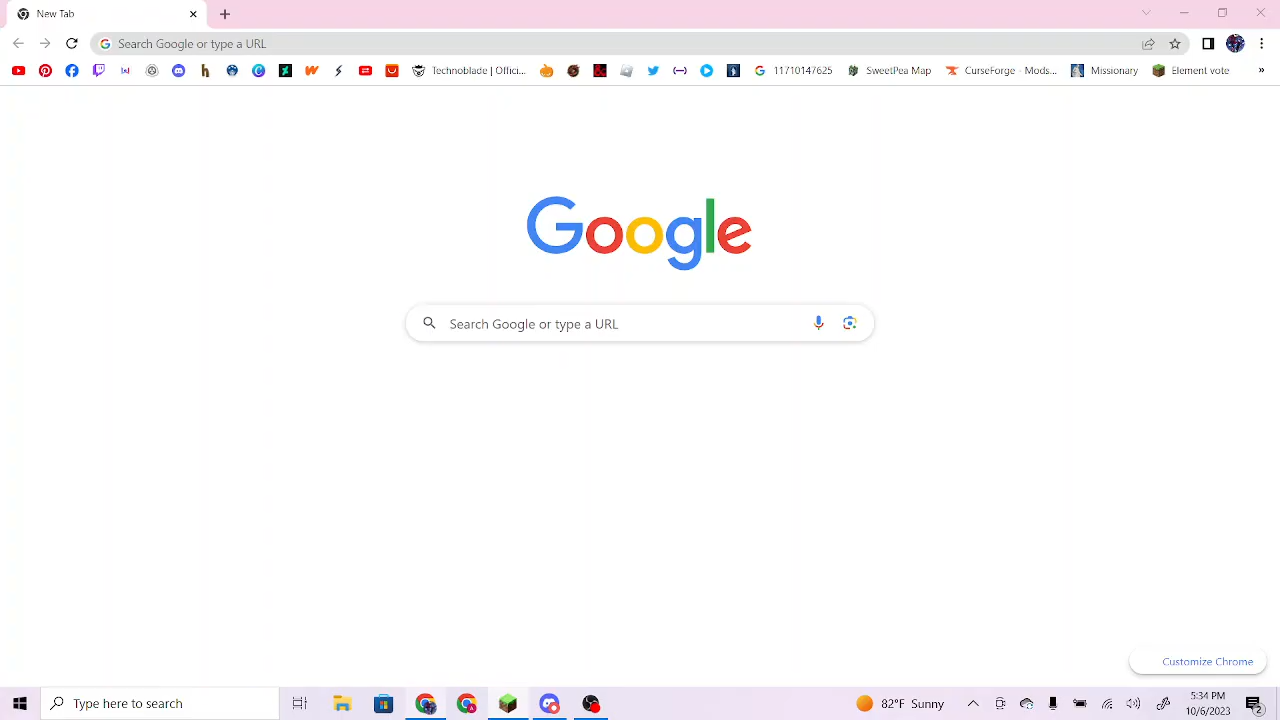 New Tab
Search Google or type a URL
Technoblade | Offici...
11710147625
SweetPea Map
CurseForge - Mods...
Missionary
Element vote
Google
Search Google or type a URL
Customize Chrome
Type here to search
82°F Sunny
5:34 PM
10/6/2023
2